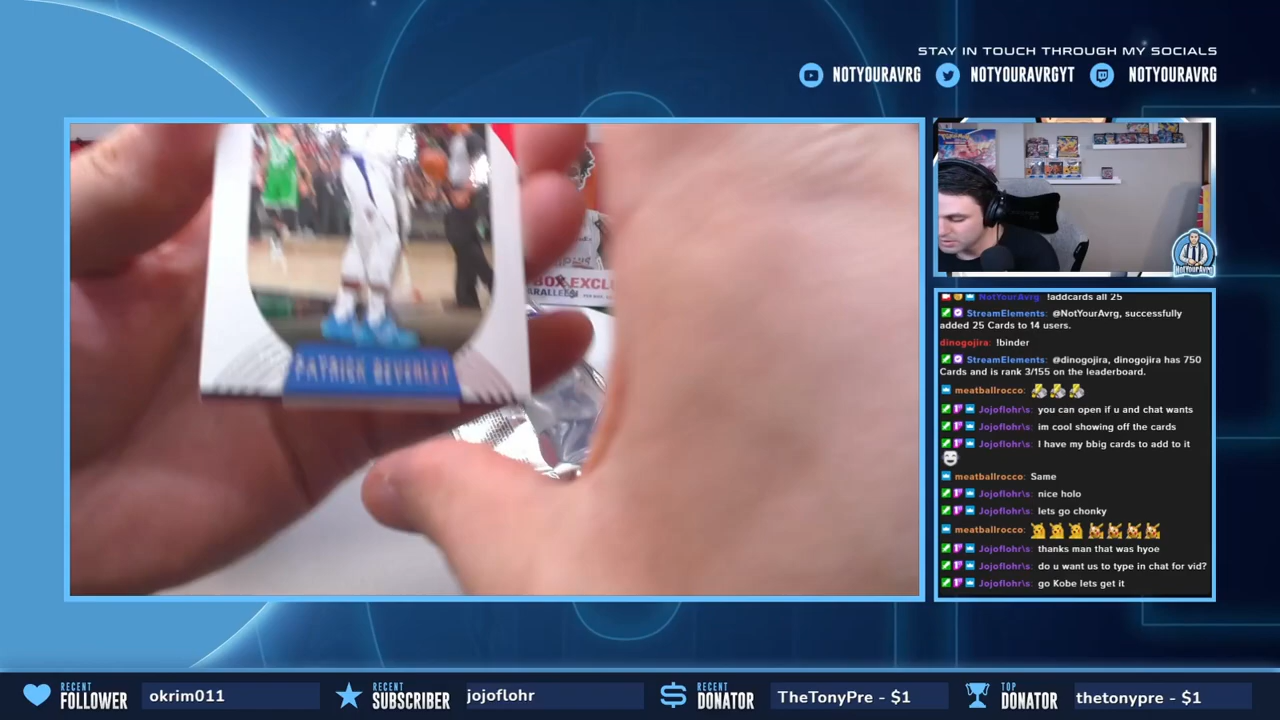 STAY IN TOUCH THROUGH MY SOCIALS
NOTYOURAVRG NOTYOURAVRGYT NOTYOURAVRG
BOX EXCLU
PARALLELS!
PATRICK BEVERLEY
NotYourAvrg
NotYourAvrg !addcards all 25
StreamElements: @NotYourAvrg, successfully
added 25 Cards to 14 users.
dinogojira: !binder
StreamElements: @dinogojira, dinogojira has 750
Cards and is rank 3/155 on the leaderboard.
meatballrocco:
Jojoflohr\s: you can open if u and chat wants
Jojoflohr\s: im cool showing off the cards
Jojoflohr\s: I have my bbig cards to add to it
meatballrocco: Same
Jojoflohr\s: nice holo
Jojoflohr\s: lets go chonky
meatballrocco:
Jojoflohr\s: thanks man that was hyoe
Jojoflohr\s: do u want us to type in chat for vid?
Jojoflohr\s: go Kobe lets get it
RECENT FOLLOWER okrim011
RECENT SUBSCRIBER jojoflohr
RECENT DONATOR TheTonyPre - $1
TOP DONATOR thetonypre - $1